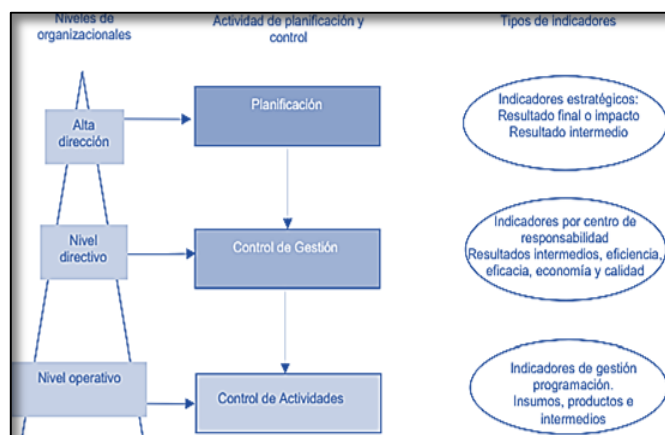 Niveles de
organizacionales
Actividad de planificación y
control
Tipos de indicadores
Alta
dirección
Planificación
Indicadores estratégicos:
Resultado final o impacto
Resultado intermedio
Nivel
directivo
Control de Gestión
Indicadores por centro de
responsabilidad
Resultados intermedios, eficiencia,
eficacia, economía y calidad
Nivel operativo
Control de Actividades
Indicadores de gestión
programación.
Insumos, productos e
intermedios